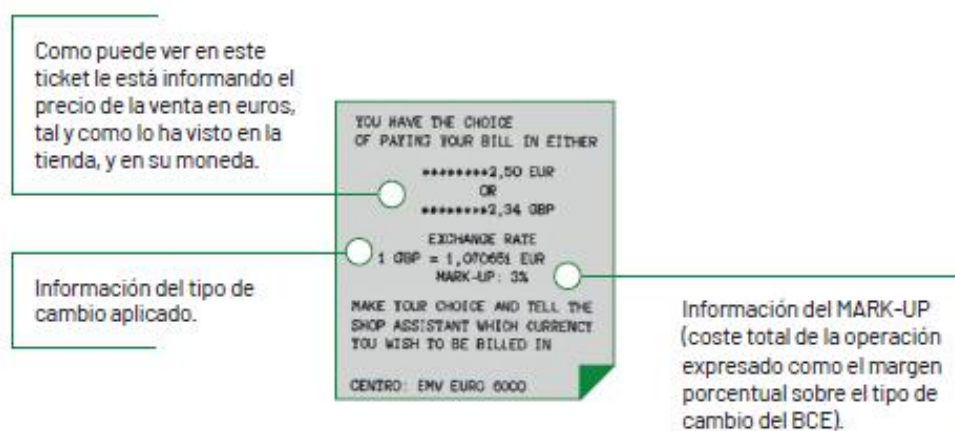 Como puede ver en este
ticket le está informando el
precio de la venta en euros,
tal y como lo ha visto en la
tienda, y en su moneda.
YOU HAVE THE CHOICE
OF PAYING YOUR BILL IN EITHER
********2,50 EUR
OR
********2,34 GBP
EXCHANGE RATE
1 GBP = 1,070651 EUR
MARK-UP: 3%
MAKE YOUR CHOICE AND TELL THE
SHOP ASSISTANT WHICH CURRENCY
YOU WISH TO BE BILLED IN
CENTRO: EMV EURO 6000
Información del tipo de
cambio aplicado.
Información del MARK-UP
(coste total de la operación
expresado como el margen
porcentual sobre el tipo de
cambio del BCE).